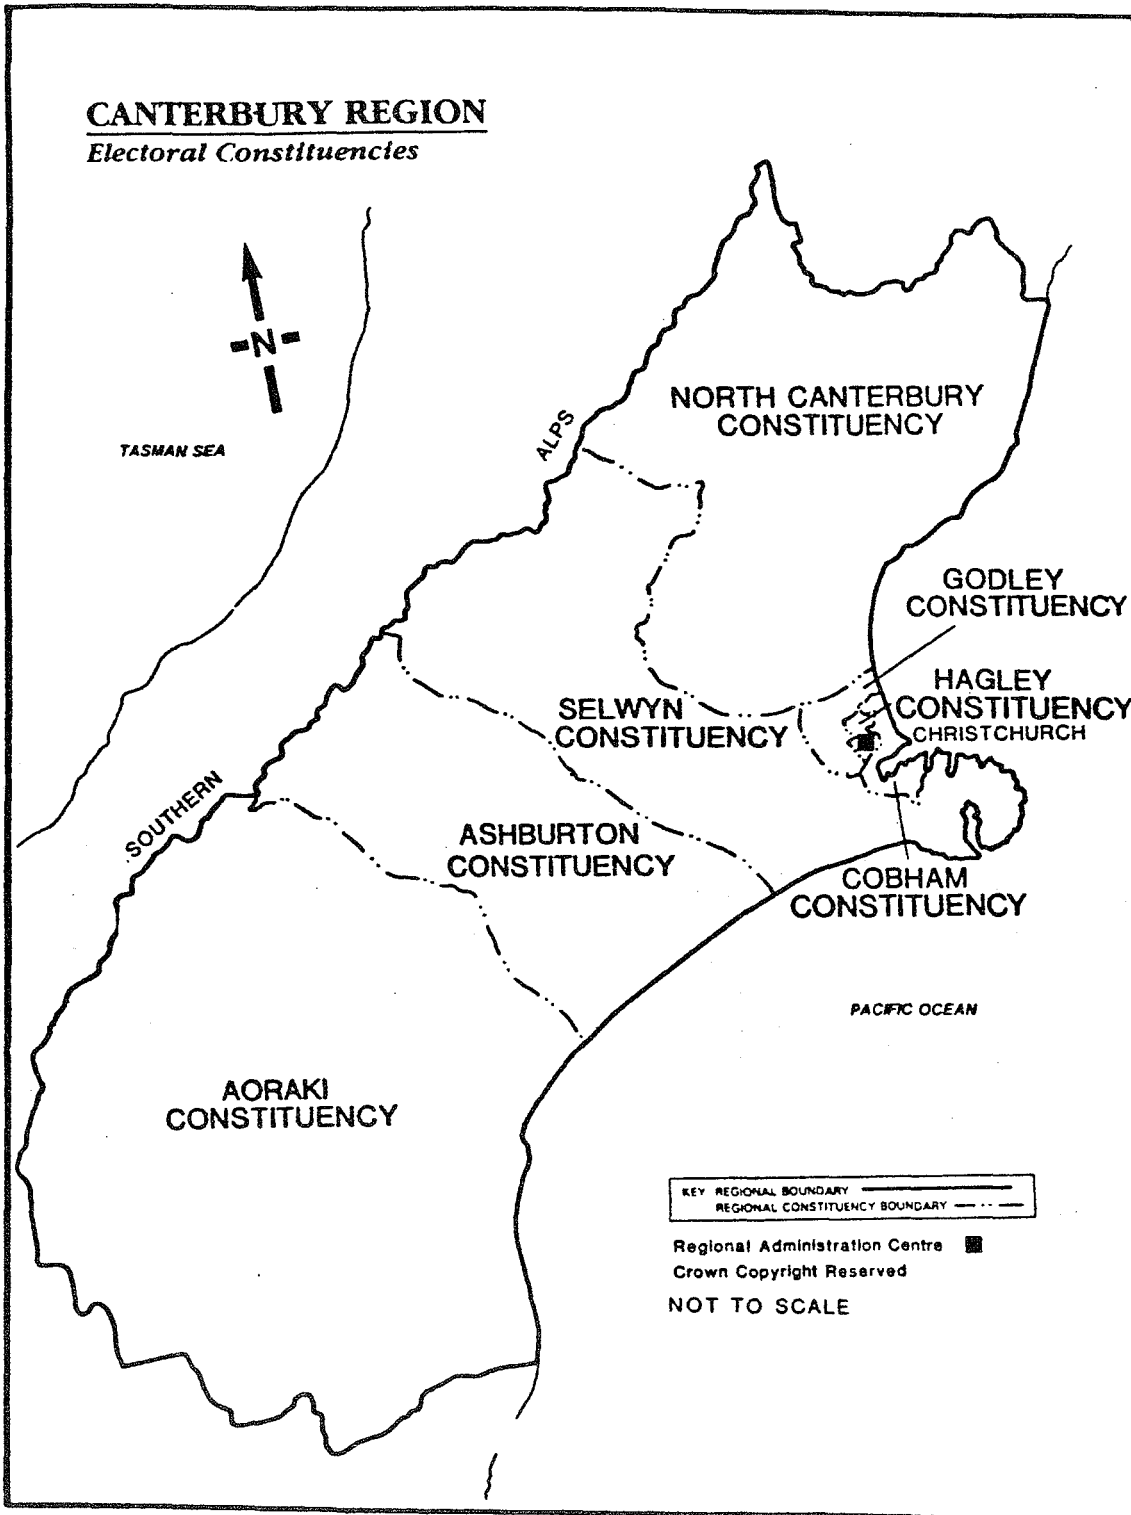 CANTERBURY REGION
Electoral Constituencies
N
TASMAN SEA
ALPS
NORTH CANTERBURY
CONSTITUENCY
GODLEY
CONSTITUENCY
HAGLEY
CONSTITUENCY
CHRISTCHURCH
SELWYN
CONSTITUENCY
SOUTHERN
ASHBURTON
CONSTITUENCY
COBHAM
CONSTITUENCY
PACIFIC OCEAN
AORAKI
CONSTITUENCY
KEY REGIONAL BOUNDARY
REGIONAL CONSTITUENCY BOUNDARY
Regional Administration Centre
Crown Copyright Reserved
NOT TO SCALE